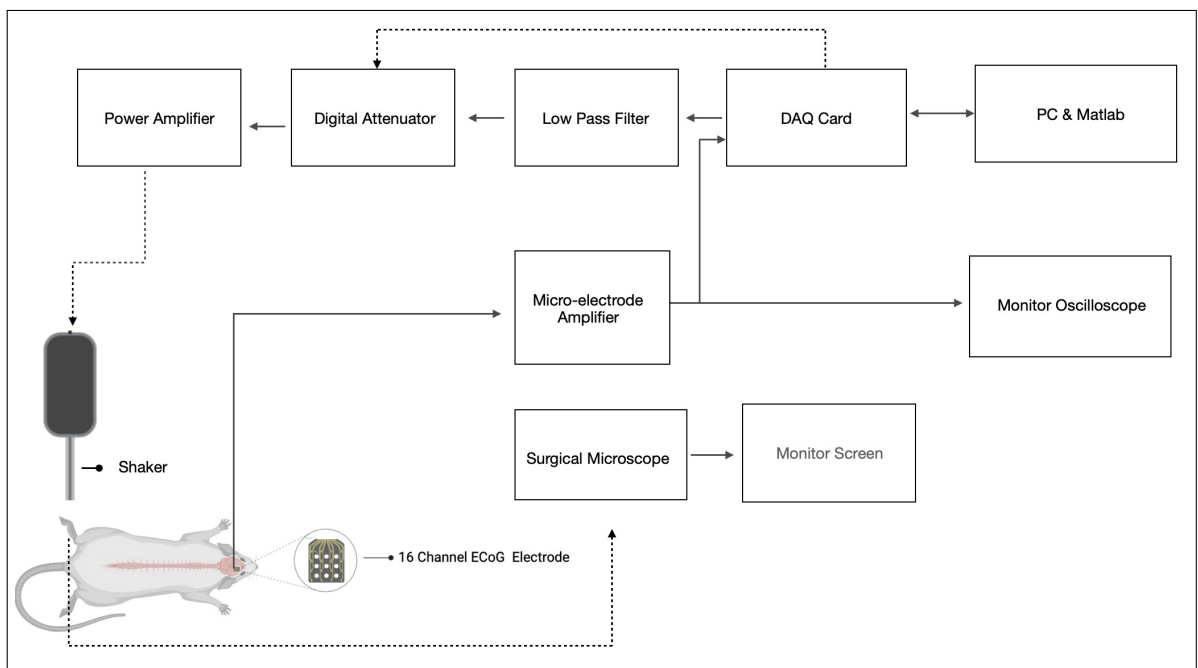 Power Amplifier
Digital Attenuator
Low Pass Filter
DAQ Card
PC & Matlab
Micro-electrode
Amplifier
Monitor Oscilloscope
Surgical Microscope
Monitor Screen
Shaker
16 Channel ECoG Electrode